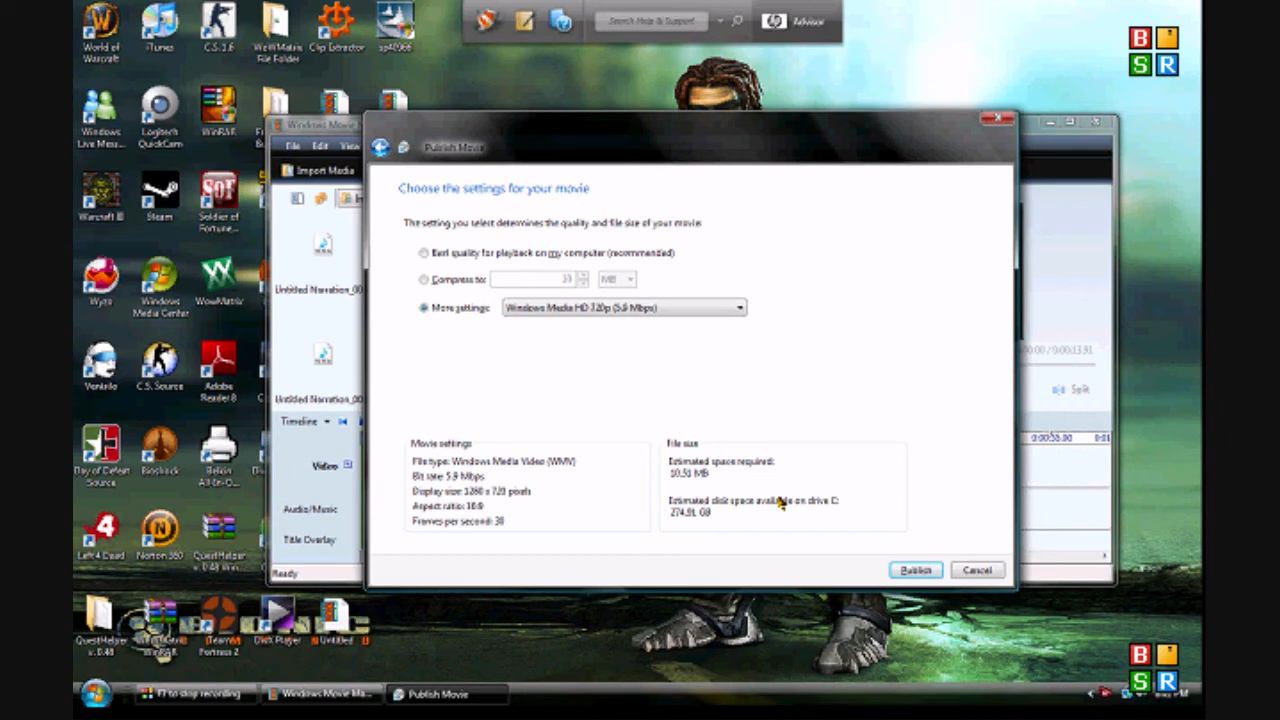 World of Warcraft
iTunes
C.S. 1.6
WoWMatrix File Folder
Clip Extractor
Search Help & Support
Advisor
B
S R
Windows Live Mess...
Logitech QuickCam
WinRAR
Windows Movie
File Edit View
Import Media
Publish Movie
Choose the settings for your movie
The setting you select determines the quality and file size of your movie.
Best quality for playback on my computer (recommended)
Compress to:
MB
More settings:
Windows Media HD 720p (5.9 Mbps)
Warcraft III
Steam
Soldier of Fortune...
Untitled Narration_00
Wyzo
Windows Media Center
WowMatrix
Ventrilo
C.S. Source
Adobe Reader 8
Untitled Narration_00
Split
Timeline
Video
Audio/Music
Title Overlay
Ready
Movie settings
File type: Windows Media Video (WMV)
Bit rate: 5.9 Mbps
Display size: 1280 x 720 pixels
Aspect ratio: 16:9
Frames per second: 30
File size
Estimated space required:
10.51 MB
Estimated disk space available on drive C:
274.91 GB
Publish
Cancel
Day of Defeat Source
Bioshock
Belkin All-In-O...
Left 4 Dead
Norton 360
QuestHelper v. 0.48 Win...
QuestHelper v. 0.48
WinRAR
Team Fortress 2
DivX Player
Untitled
B
S R
F7 to stop recording
Windows Movie Ma...
Publish Movie